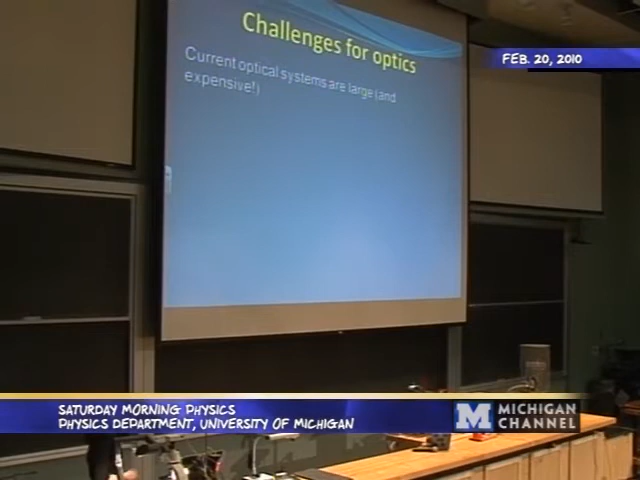 Challenges for optics
Current optical systems are large (and
expensive!)
FEB. 20, 2010
SATURDAY MORNING PHYSICS
PHYSICS DEPARTMENT, UNIVERSITY OF MICHIGAN
M MICHIGAN
CHANNEL